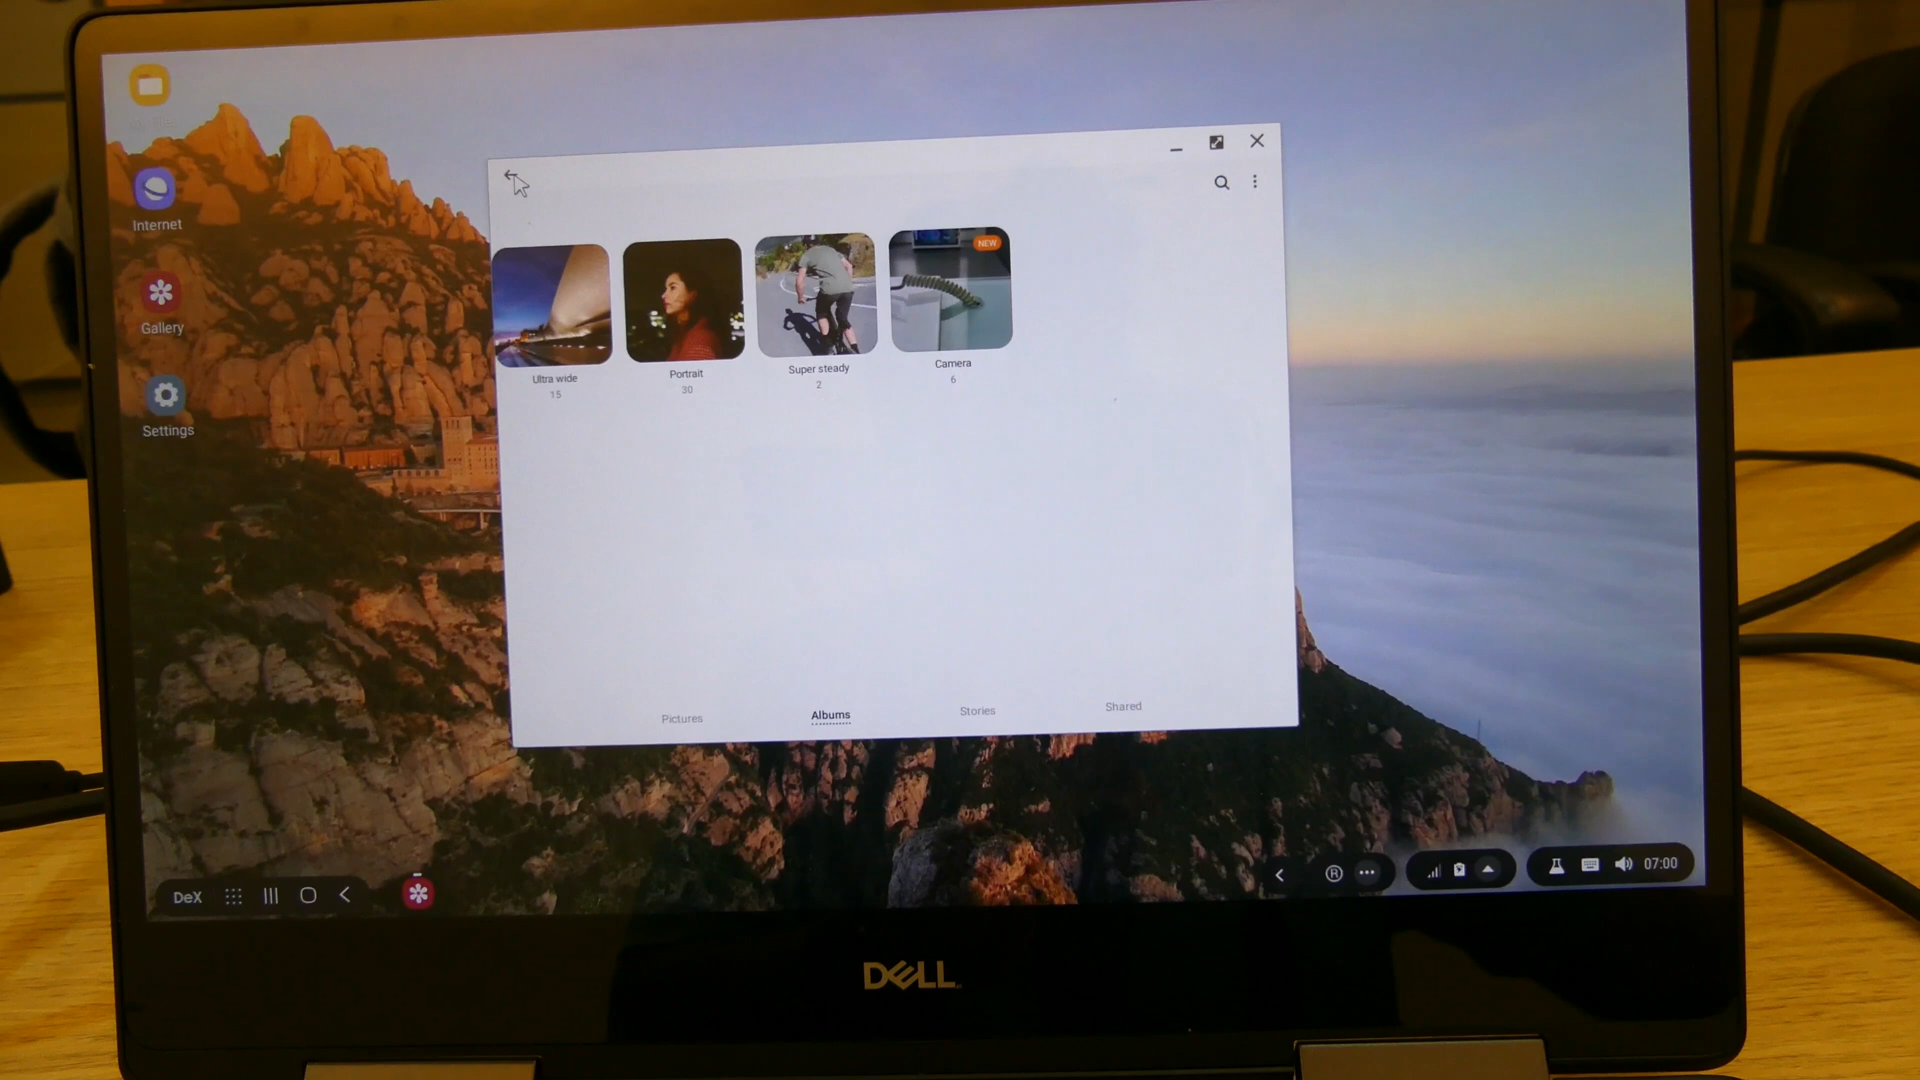 Internet
Gallery
Settings
NEW
Ultra wide
15
Portrait
30
Super steady
2
Camera
6
Pictures
Albums
Stories
Shared
DeX
R
07:00
DELL